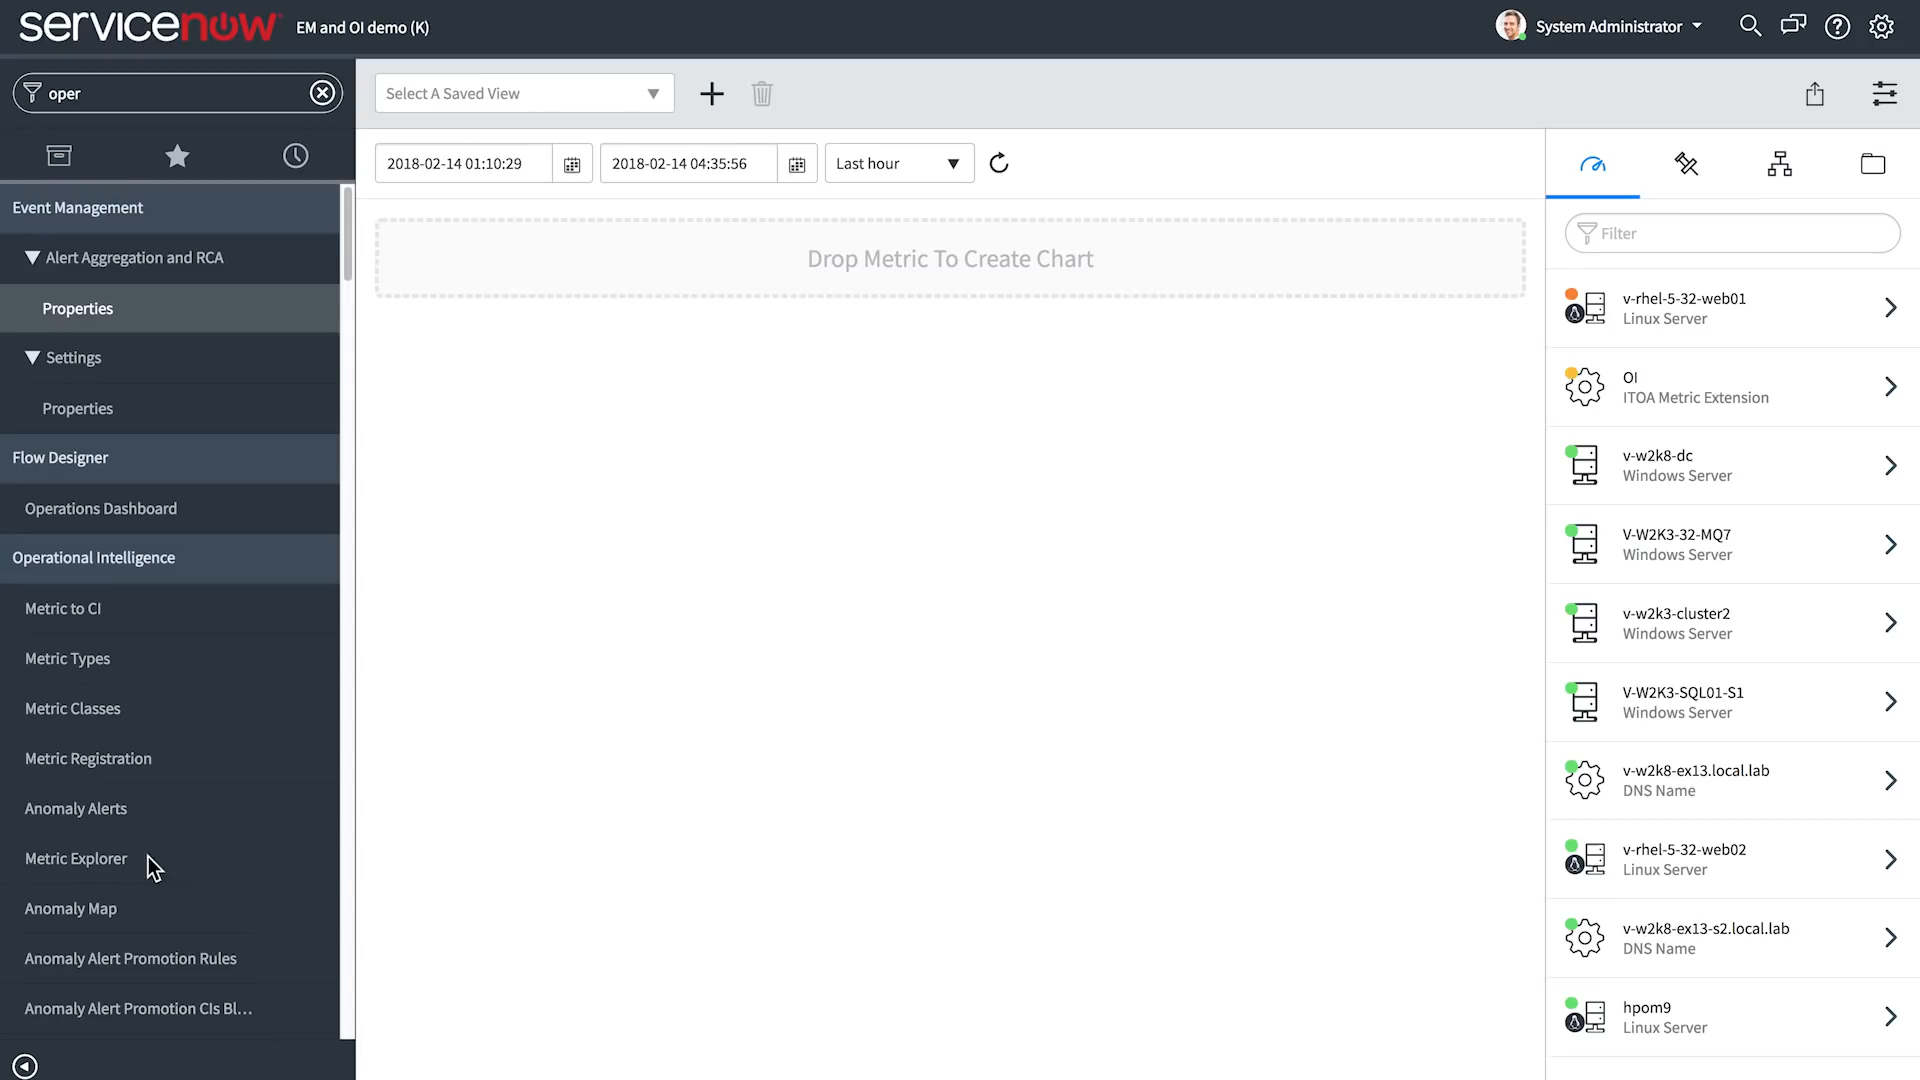 servicenow EM and OI demo (K)
System Administrator
oper
Event Management
Alert Aggregation and RCA
Properties
Settings
Properties
Flow Designer
Operations Dashboard
Operational Intelligence
Metric to CI
Metric Types
Metric Classes
Metric Registration
Anomaly Alerts
Metric Explorer
Anomaly Map
Anomaly Alert Promotion Rules
Anomaly Alert Promotion CIs Bl...
Select A Saved View
2018-02-14 01:10:29
2018-02-14 04:35:56
Last hour
Drop Metric To Create Chart
Filter
v-rhel-5-32-web01
Linux Server
OI
ITOA Metric Extension
v-w2k8-dc
Windows Server
V-W2K3-32-MQ7
Windows Server
v-w2k3-cluster2
Windows Server
V-W2K3-SQL01-S1
Windows Server
v-w2k8-ex13.local.lab
DNS Name
v-rhel-5-32-web02
Linux Server
v-w2k8-ex13-s2.local.lab
DNS Name
hpom9
Linux Server